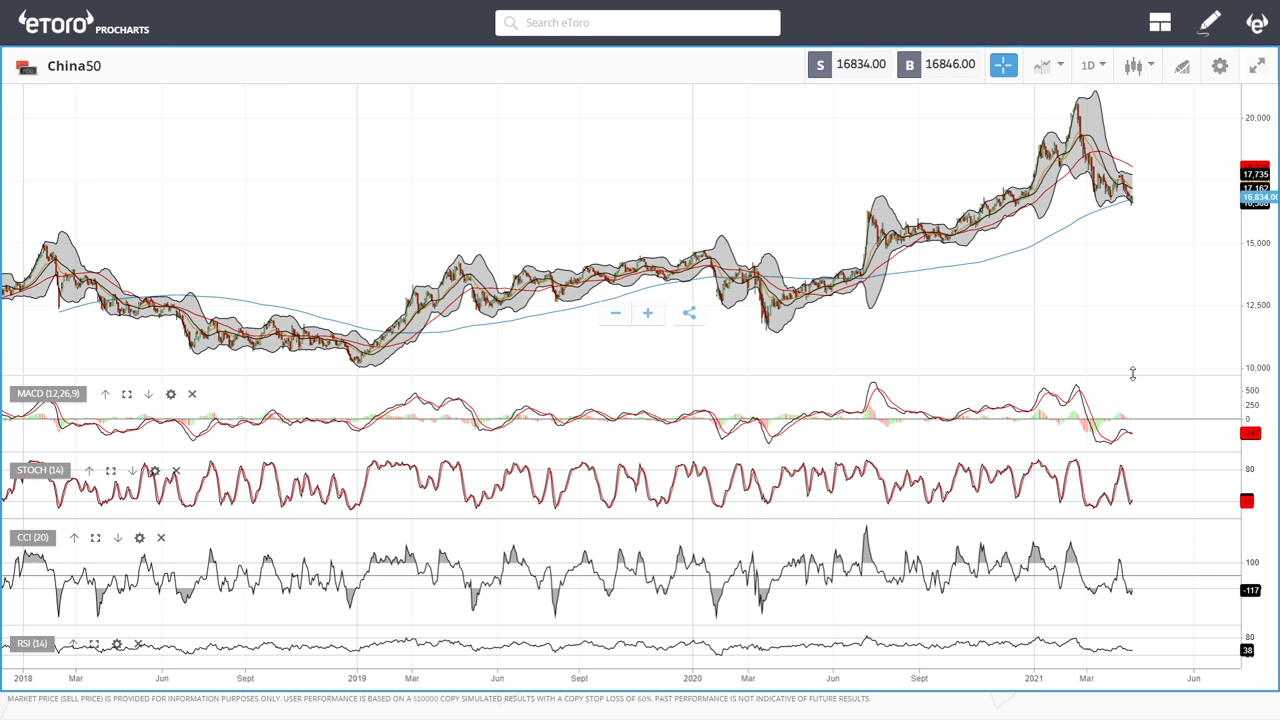 eToro PROCHARTS
Search eToro
China50
S 16834.00 B 16846.00 1D
20,000
17,735
17,162
16,834.00
15,000
12,500
10,000
MACD (12,26,9)
500
250
0
STOCH (14)
80
CCI (20)
100
-117
RSI (14)
80
38
2018 Mar Jun Sept 2019 Mar Jun Sept 2020 Mar Jun Sept 2021 Mar Jun
MARKET PRICE (SELL PRICE) IS PROVIDED FOR INFORMATION PURPOSES ONLY. USER PERFORMANCE IS BASED ON A $10000 COPY SIMULATED RESULTS WITH A COPY STOP LOSS OF 60%. PAST PERFORMANCE IS NOT INDICATIVE OF FUTURE RESULTS.